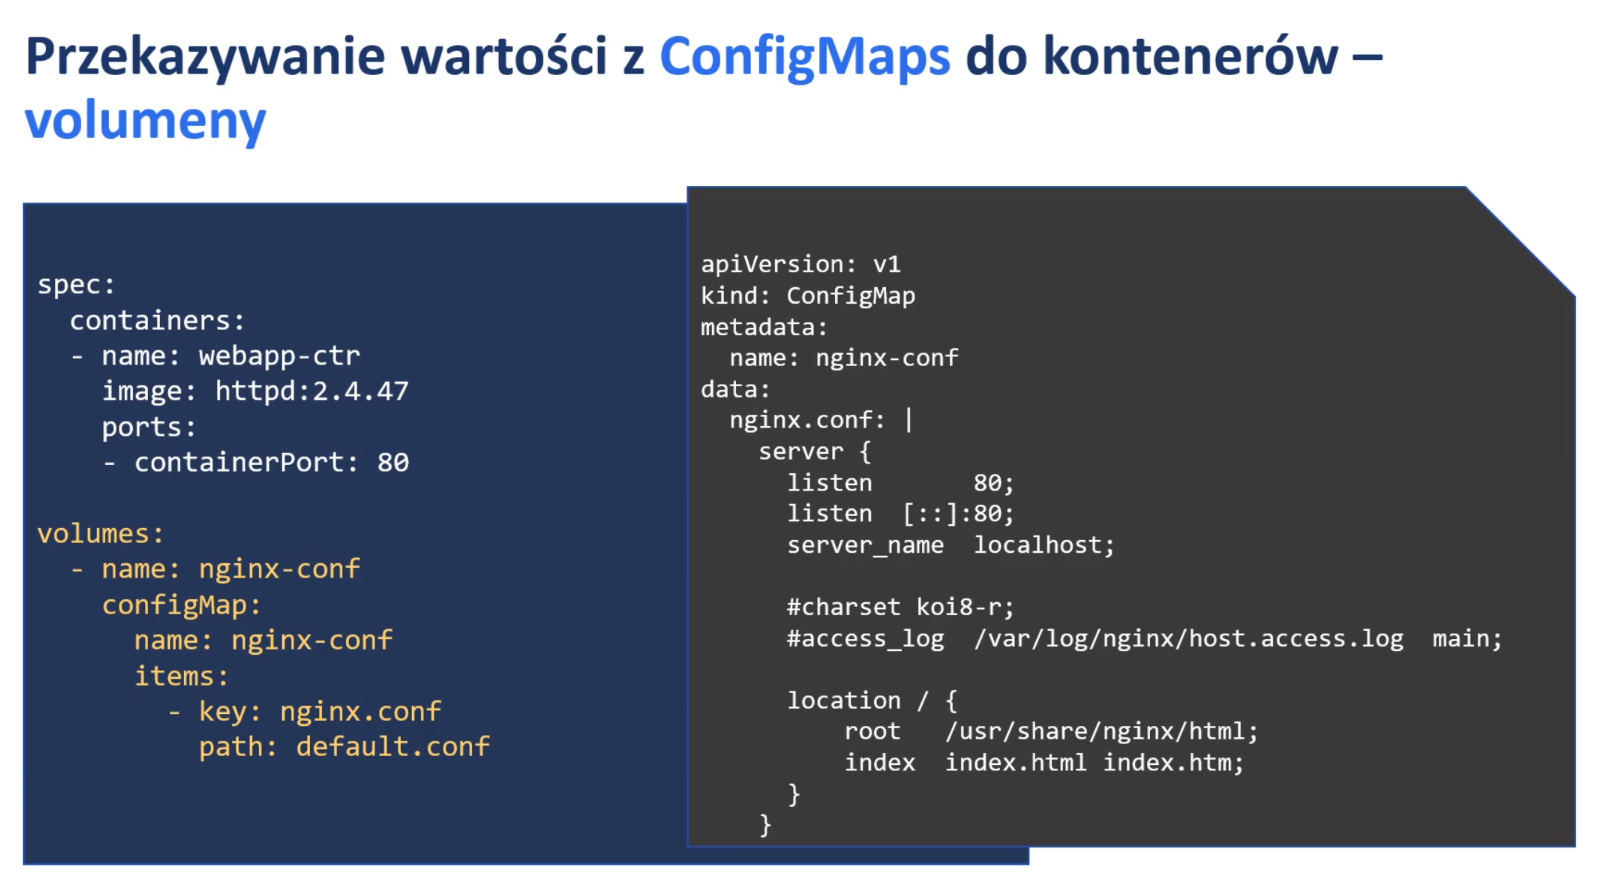 Przekazywanie wartości z ConfigMaps do kontenerów –
volumeny
spec:
  containers:
  - name: webapp-ctr
    image: httpd:2.4.47
    ports:
    - containerPort: 80
volumes:
  - name: nginx-conf
    configMap:
      name: nginx-conf
      items:
        - key: nginx.conf
          path: default.conf
apiVersion: v1
kind: ConfigMap
metadata:
  name: nginx-conf
data:
  nginx.conf: |
    server {
      listen       80;
      listen  [::]:80;
      server_name  localhost;
      #charset koi8-r;
      #access_log  /var/log/nginx/host.access.log  main;
      location / {
          root   /usr/share/nginx/html;
          index  index.html index.htm;
      }
    }